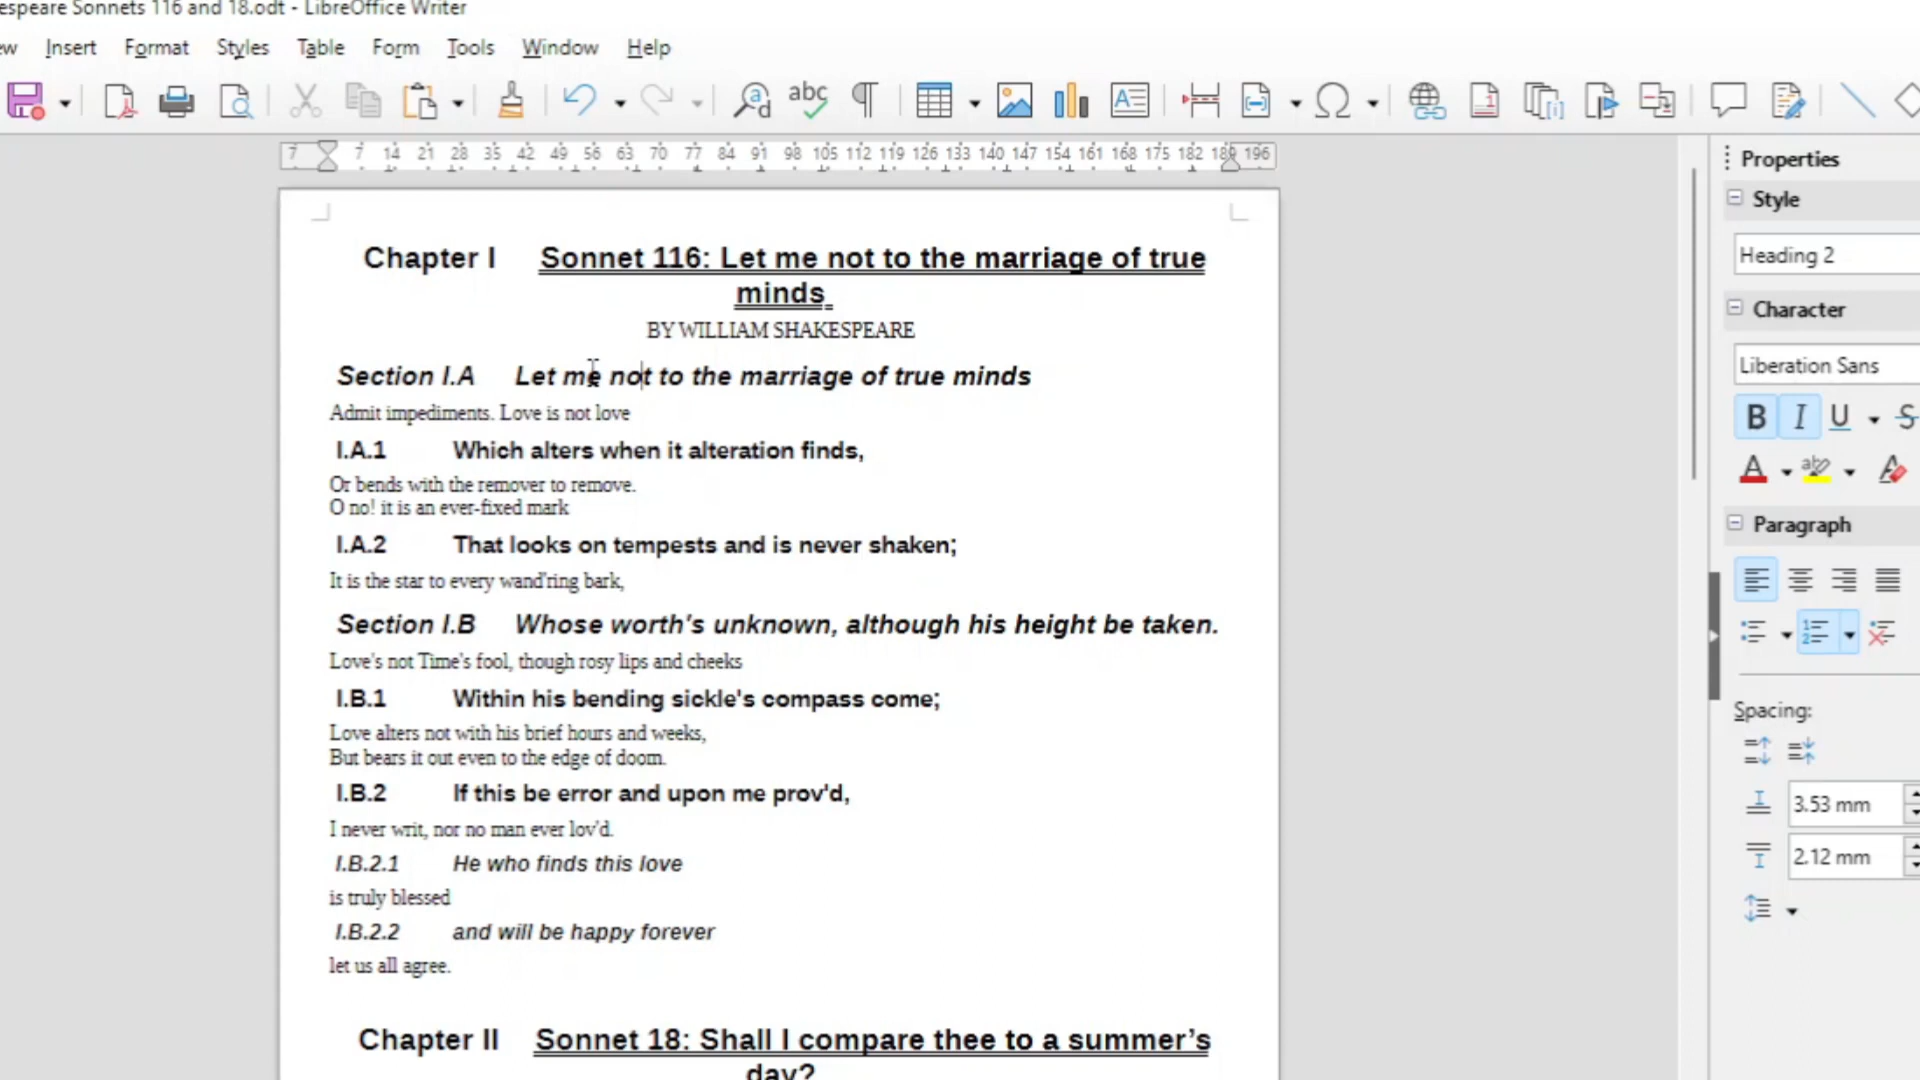 espeare Sonnets 116 and 18.odt - LibreOffice Writer
ew Insert Format Styles Table Form Tools Window Help
abc
7 7 14 21 28 35 42 49 56 63 70 77 84 91 98 105 112 119 126 133 140 147 154 161 168 175 182 189 196
Chapter I Sonnet 116: Let me not to the marriage of true
minds
BY WILLIAM SHAKESPEARE
Section I.A Let me not to the marriage of true minds
Admit impediments. Love is not love
I.A.1 Which alters when it alteration finds,
Or bends with the remover to remove.
O no! it is an ever-fixed mark
I.A.2 That looks on tempests and is never shaken;
It is the star to every wand'ring bark,
Section I.B Whose worth's unknown, although his height be taken.
Love's not Time's fool, though rosy lips and cheeks
I.B.1 Within his bending sickle's compass come;
Love alters not with his brief hours and weeks,
But bears it out even to the edge of doom.
I.B.2 If this be error and upon me prov'd,
I never writ, nor no man ever lov'd.
I.B.2.1 He who finds this love
is truly blessed
I.B.2.2 and will be happy forever
let us all agree.
Chapter II Sonnet 18: Shall I compare thee to a summer’s
day?
Properties
Style
Heading 2
Character
Liberation Sans
B I U S
A ab
Paragraph
Spacing:
3.53 mm
2.12 mm